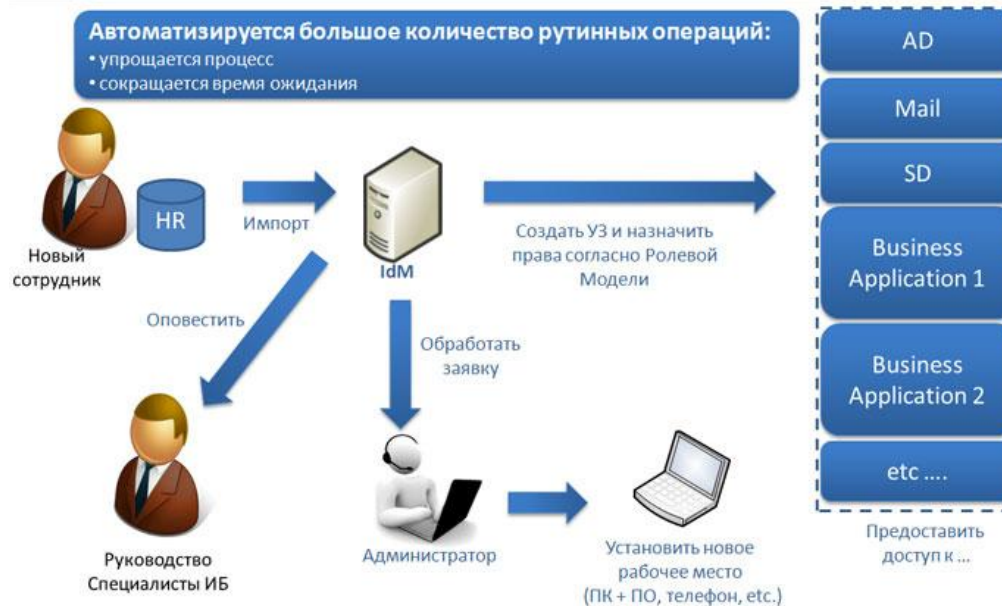 Автоматизируется большое количество рутинных операций:
• упрощается процесс
• сокращается время ожидания
AD
Mail
SD
Business
Application 1
Business
Application 2
etc ....
Предоставить
доступ к ...
HR
Новый
сотрудник
Импорт
IdM
Создать УЗ и назначить
права согласно Ролевой
Модели
Оповестить
Обработать
заявку
Руководство
Специалисты ИБ
Администратор
Установить новое
рабочее место
(ПК + ПО, телефон, etc.)